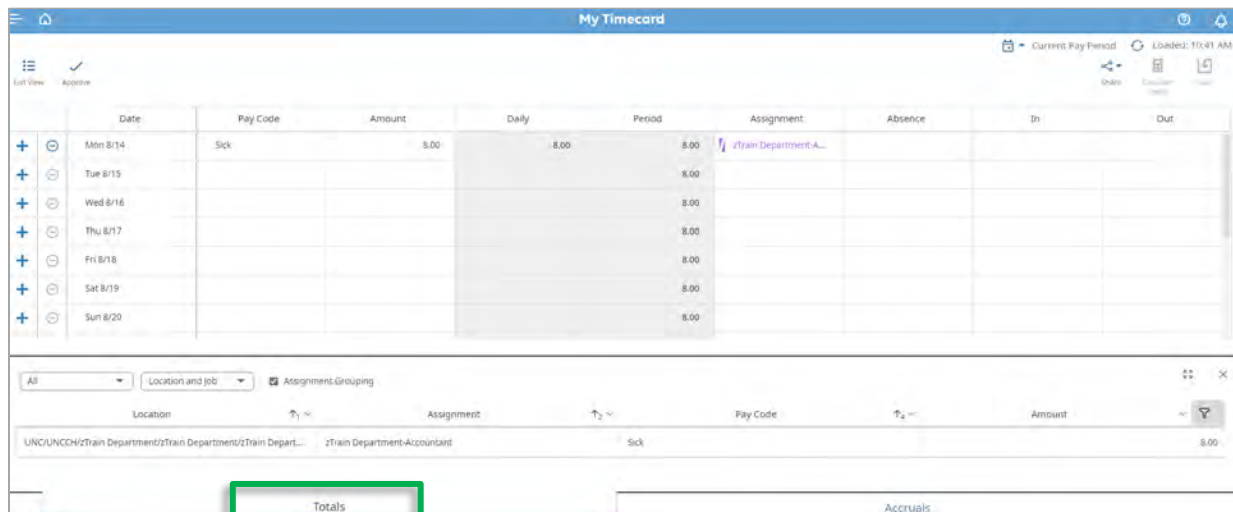 My Timecard
Current Pay Period Loaded: 10:41 AM
List View Approve Share
Date Pay Code Amount Daily Period Assignment Absence In Out
Mon 8/14 Sick 8.00 8.00 8.00 zTrain Department-A...
Tue 8/15 8.00
Wed 8/16 8.00
Thu 8/17 8.00
Fri 8/18 8.00
Sat 8/19 8.00
Sun 8/20 8.00
All Location and Job Assignment Grouping
Location 1 Assignment 2 Pay Code 4 Amount
UNC/UNCCH/zTrain Department/zTrain Department/zTrain Depart... zTrain Department-Accountant Sick 8.00
Totals Accruals